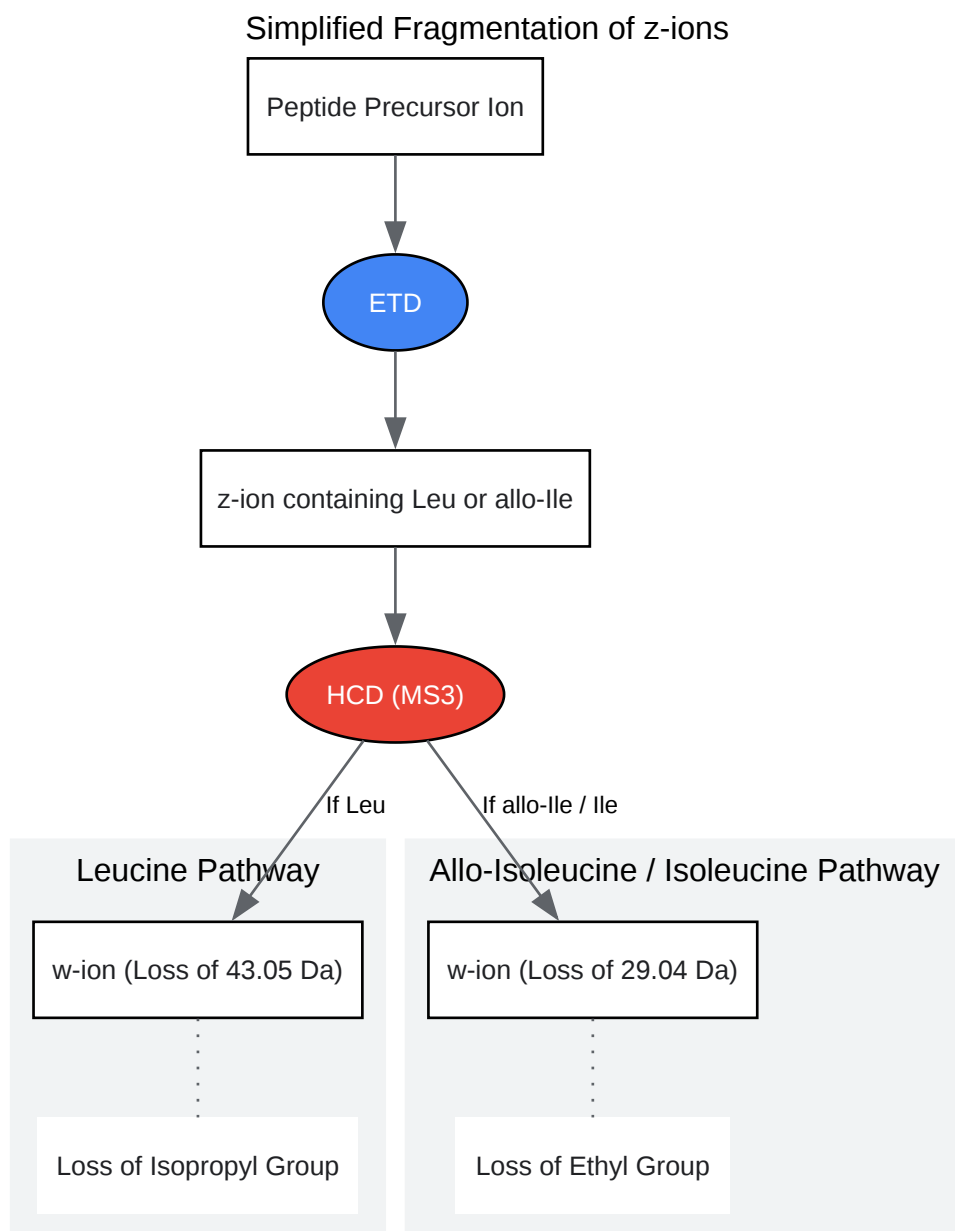 Simplified Fragmentation of z-ions
Peptide Precursor Ion
ETD
z-ion containing Leu or allo-Ile
HCD (MS3)
If Leu
If allo-Ile / Ile
Leucine Pathway
Allo-Isoleucine / Isoleucine Pathway
w-ion (Loss of 43.05 Da)
w-ion (Loss of 29.04 Da)
Loss of Isopropyl Group
Loss of Ethyl Group